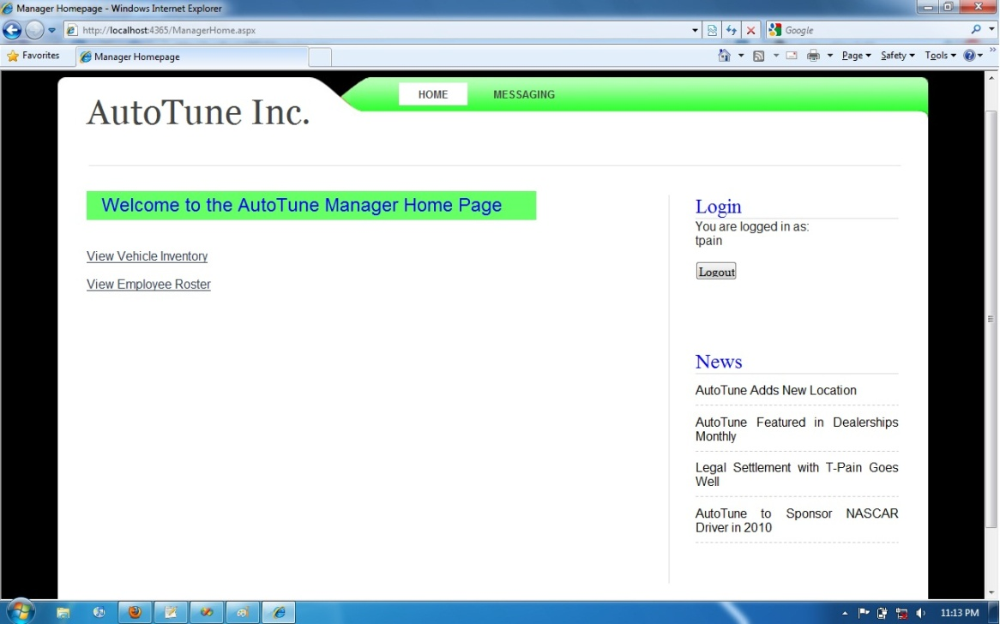 Manager Homepage - Windows Internet Explorer
http://localhost:4365/ManagerHome.aspx
Google
Favorites
Manager Homepage
Page
Safety
Tools
AutoTune Inc.
HOME
MESSAGING
Welcome to the AutoTune Manager Home Page
View Vehicle Inventory
View Employee Roster
Login
You are logged in as:
tpain
Logout
News
AutoTune Adds New Location
AutoTune Featured in Dealerships
Monthly
Legal Settlement with T-Pain Goes
Well
AutoTune to Sponsor NASCAR
Driver in 2010
11:13 PM